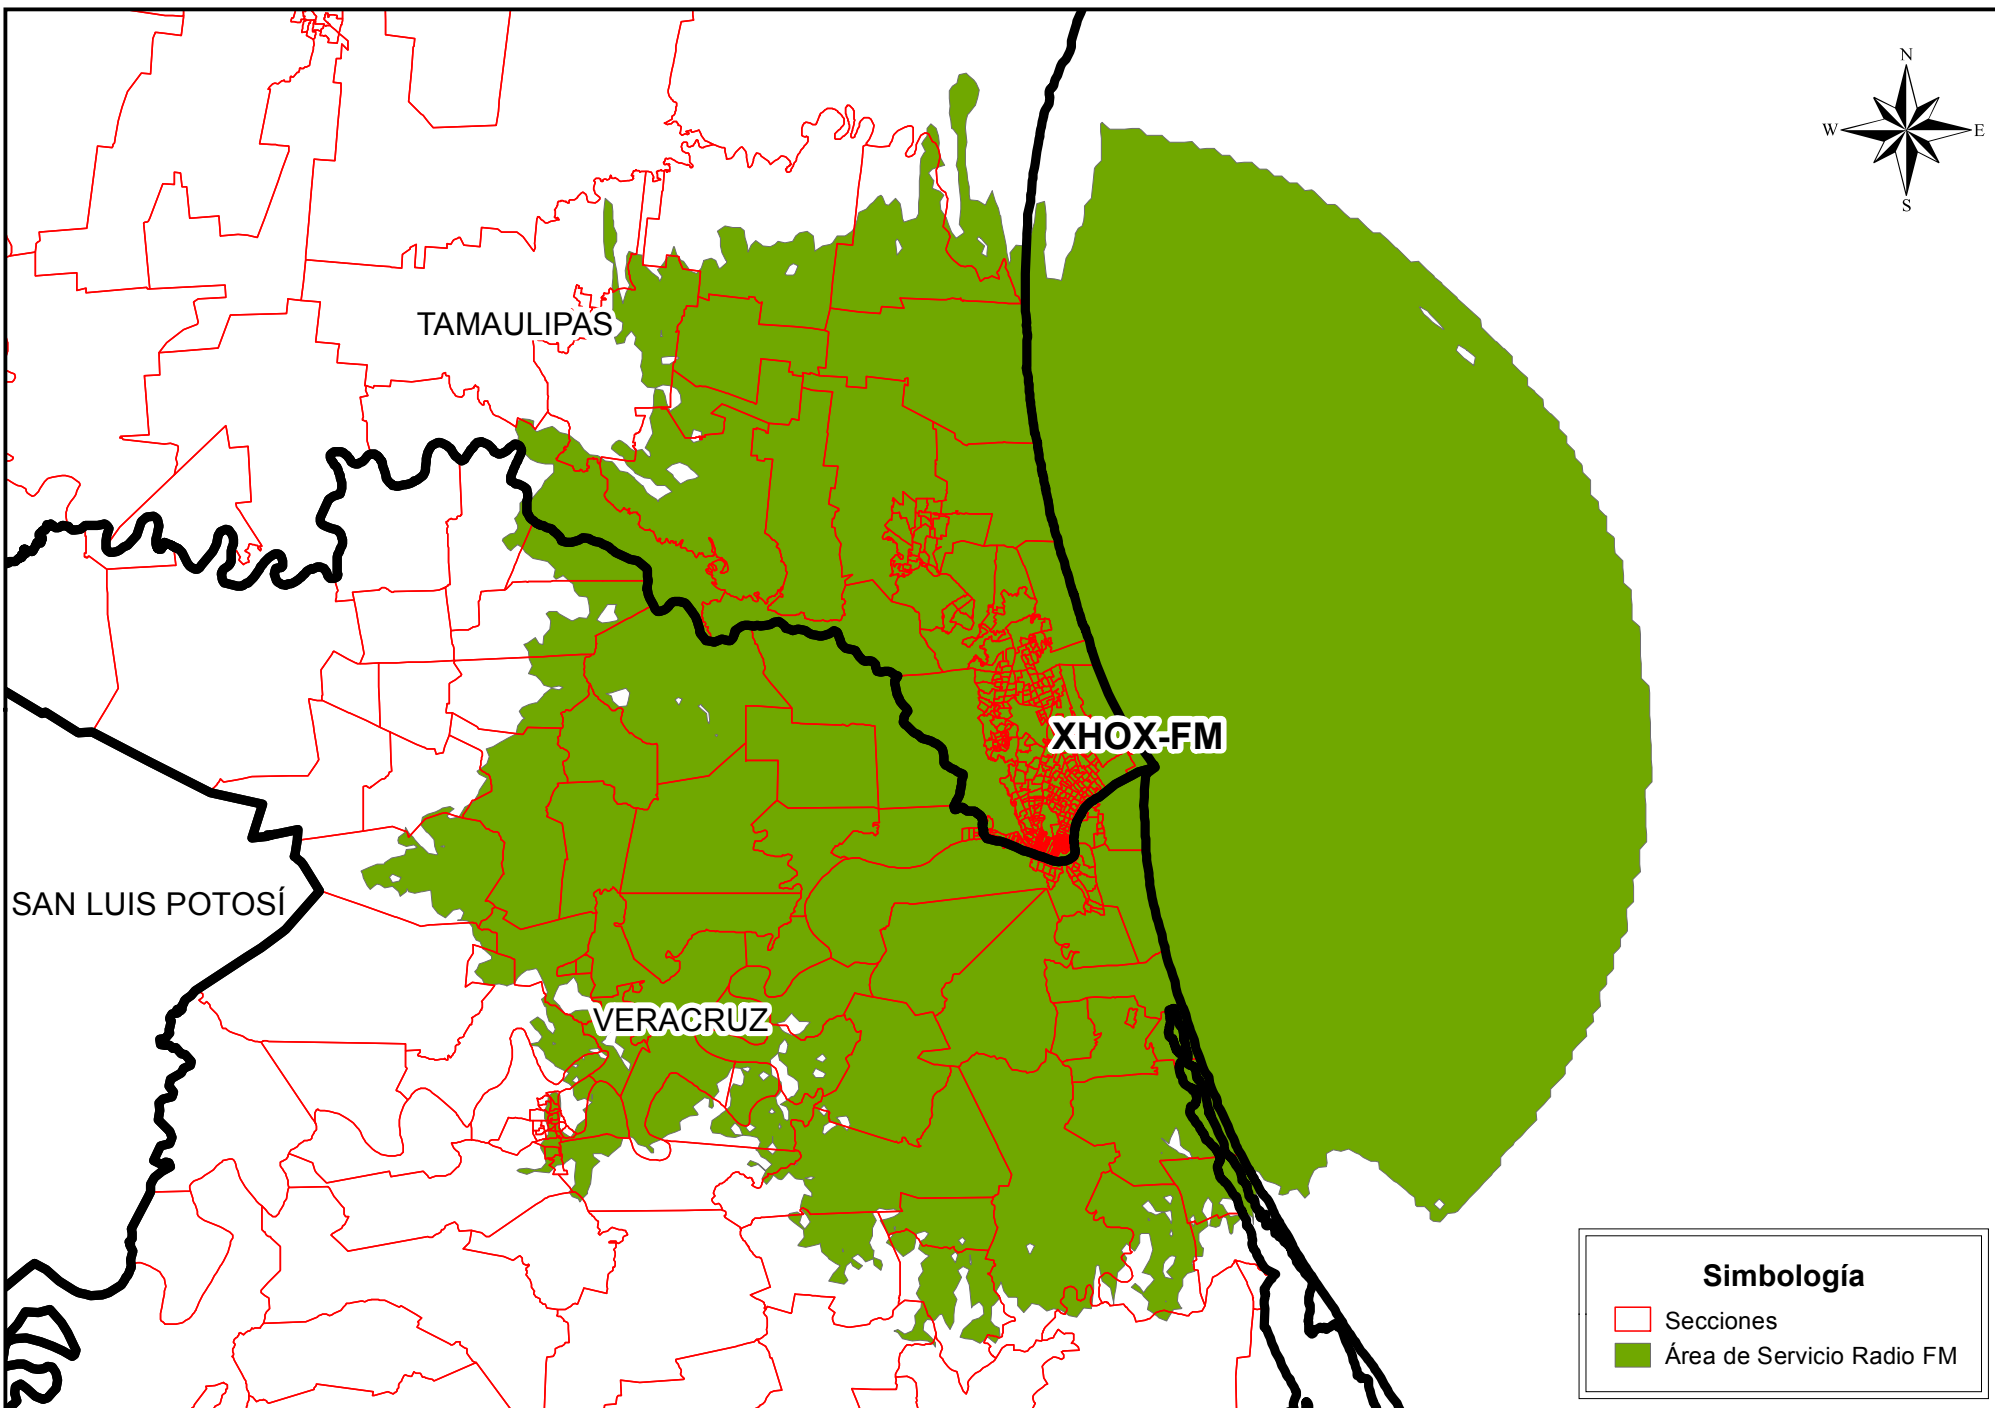 N
W E
S
TAMAULIPAS
XHOX-FM
SAN LUIS POTOSÍ
VERACRUZ
Simbología
Secciones
Área de Servicio Radio FM